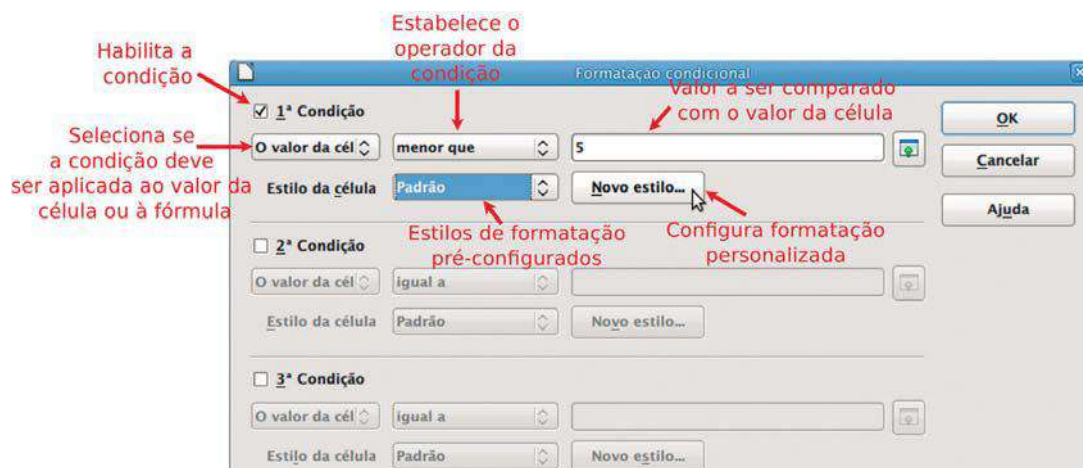 Estabelece o
operador da
condição
Habilita a
condição
Formatação condicional
Valor a ser comparado
com o valor da célula
1ª Condição
OK
Seleciona se
a condição deve
ser aplicada ao valor da
célula ou à fórmula
O valor da cél
menor que
5
Cancelar
Estilo da célula
Padrão
Novo estilo...
Ajuda
Estilos de formatação
pré-configurados
Configura formatação
personalizada
2ª Condição
O valor da cél
igual a
Estilo da célula
Padrão
Novo estilo...
3ª Condição
O valor da cél
igual a
Estilo da célula
Padrão
Novo estilo...